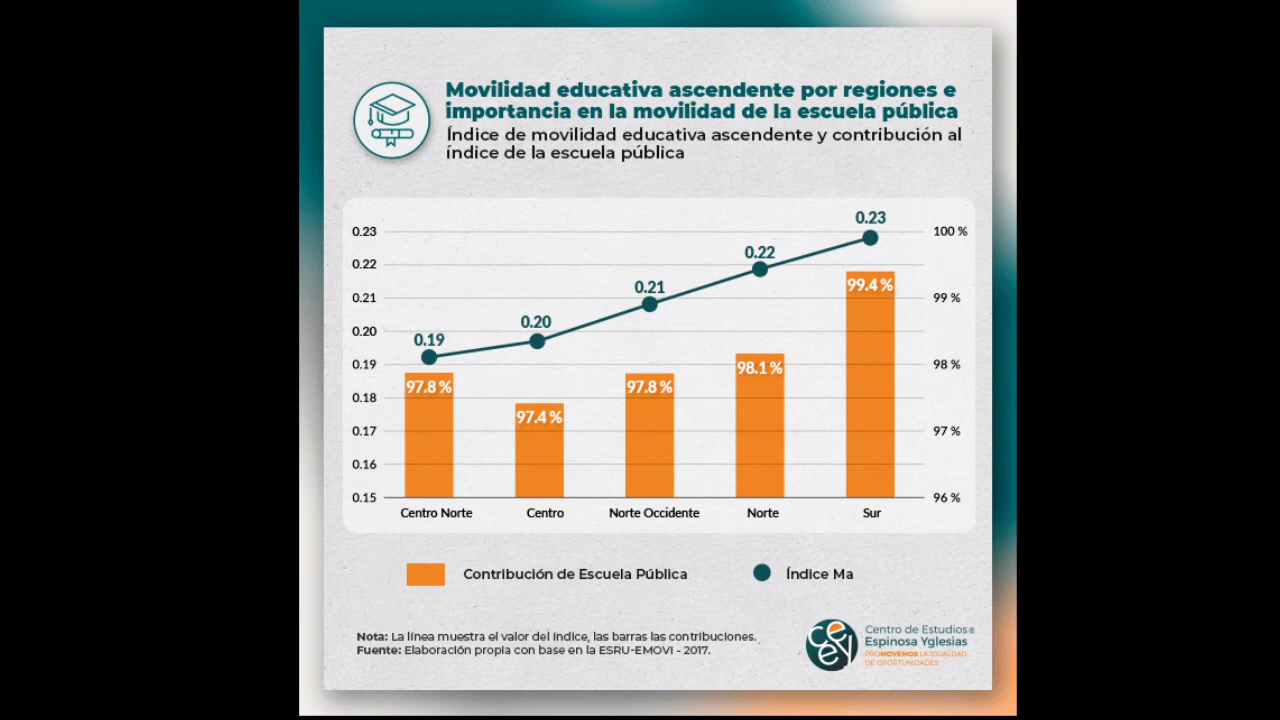 Movilidad educativa ascendente por regiones e
importancia en la movilidad de la escuela pública
Índice de movilidad educativa ascendente y contribución al
índice de la escuela pública
0.23
0.22
0.21
0.20
0.19
0.18
0.17
0.16
0.15
100 %
99 %
98 %
97 %
96 %
0.19
0.20
0.21
0.22
0.23
97.8 %
97.4 %
97.8 %
98.1 %
99.4 %
Centro Norte
Centro
Norte Occidente
Norte
Sur
Contribución de Escuela Pública
Índice Ma
Nota: La línea muestra el valor del índice, las barras las contribuciones.
Fuente: Elaboración propia con base en la ESRU-EMOVI - 2017.
ceey
Centro de Estudios®
Espinosa Yglesias
PROMOVEMOS LA IGUALDAD
DE OPORTUNIDADES